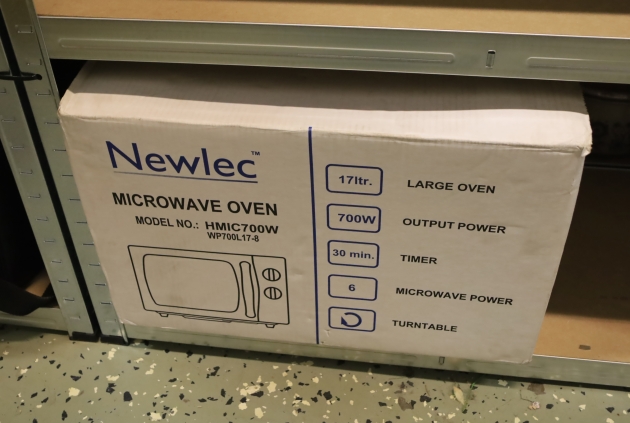 Newlec™
MICROWAVE OVEN
MODEL NO.: HMIC700W
WP700L17-8
17ltr. LARGE OVEN
700W OUTPUT POWER
30 min. TIMER
6 MICROWAVE POWER
TURNTABLE